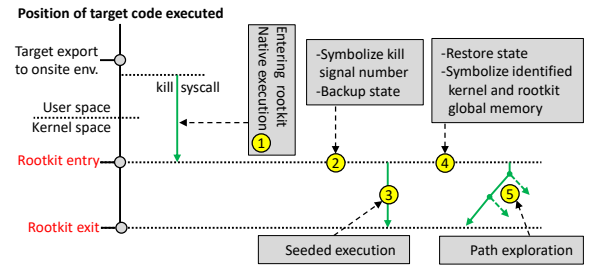 Position of target code executed
Target export
to onsite env.
User space
Kernel space
Rootkit entry
Rootkit exit
kill syscall
Entering rootkit
Native execution
1
-Symbolize kill
signal number)
-Backup state
2
-Restore state
-Symbolize identified
kernel and rootkit
global memory
4
3
Seeded execution
5
Path exploration